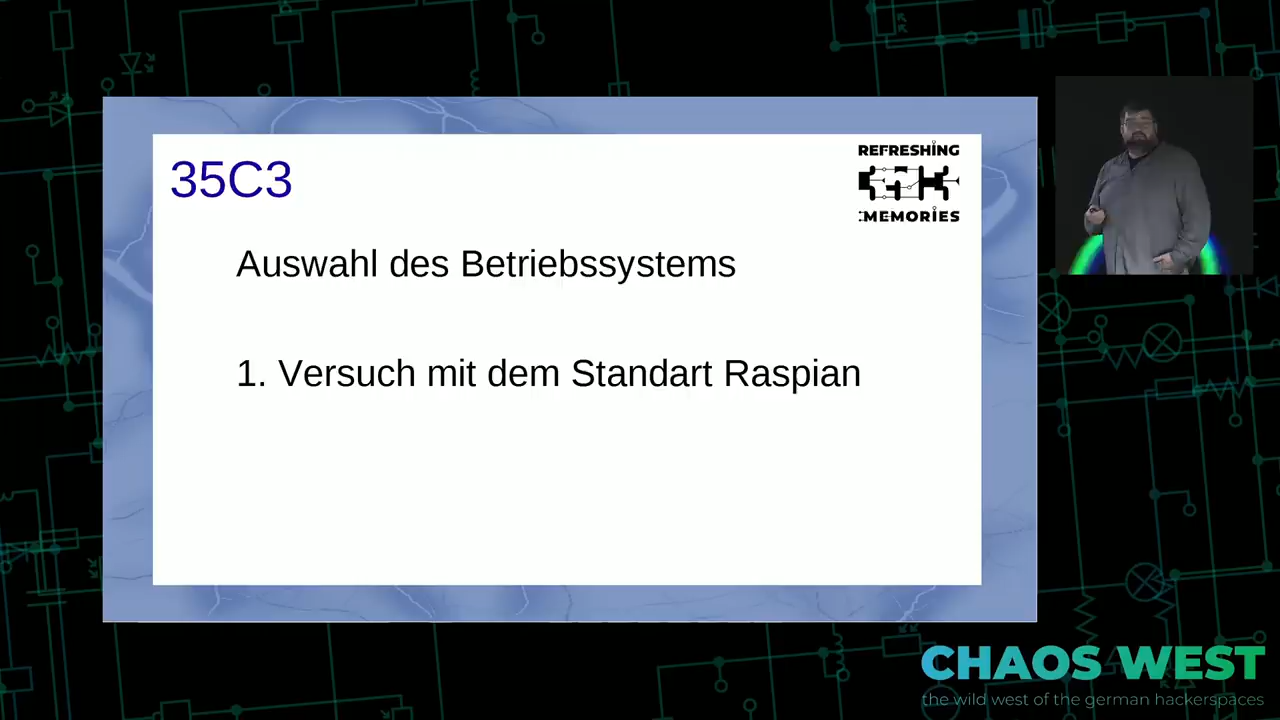 35C3
REFRESHING
:MEMORIES
Auswahl des Betriebssystems
1. Versuch mit dem Standart Raspian
CHAOS WEST
the wild west of the german hackerspaces